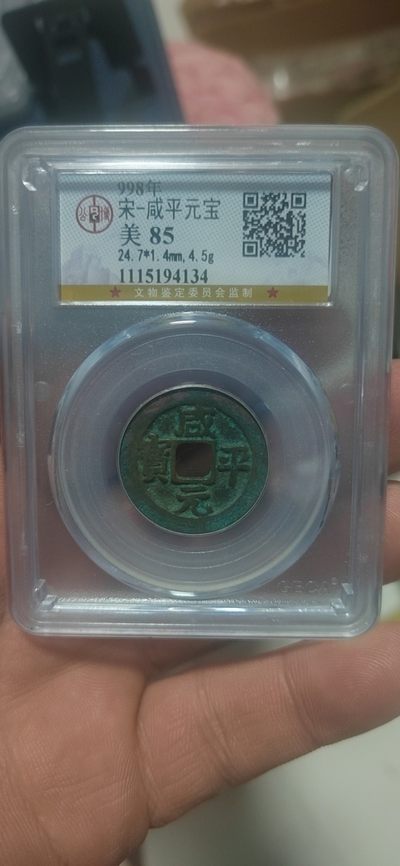 998年
宋-咸平元宝
美 85
24.7*1.4mm,4.5g
1115194134
★ 文物鉴定委员会监制 ★
咸
寶 平
元